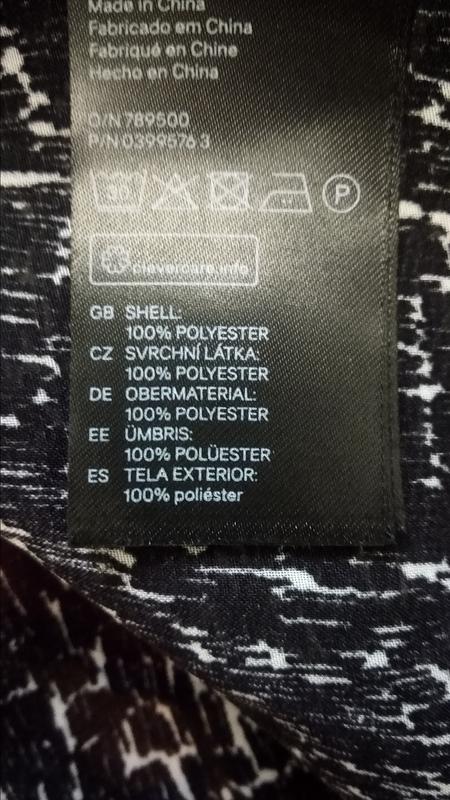 Made in China
Fabricado em China
Fabriqué en Chine
Hecho en China
O/N 789500
P/N 0399576 3
30
P
clevercare.info
GB SHELL:
100% POLYESTER
CZ SVRCHNÍ LÁTKA:
100% POLYESTER
DE OBERMATERIAL:
100% POLYESTER
EE ÜMBRIS:
100% POLÜESTER
ES TELA EXTERIOR:
100% poliéster